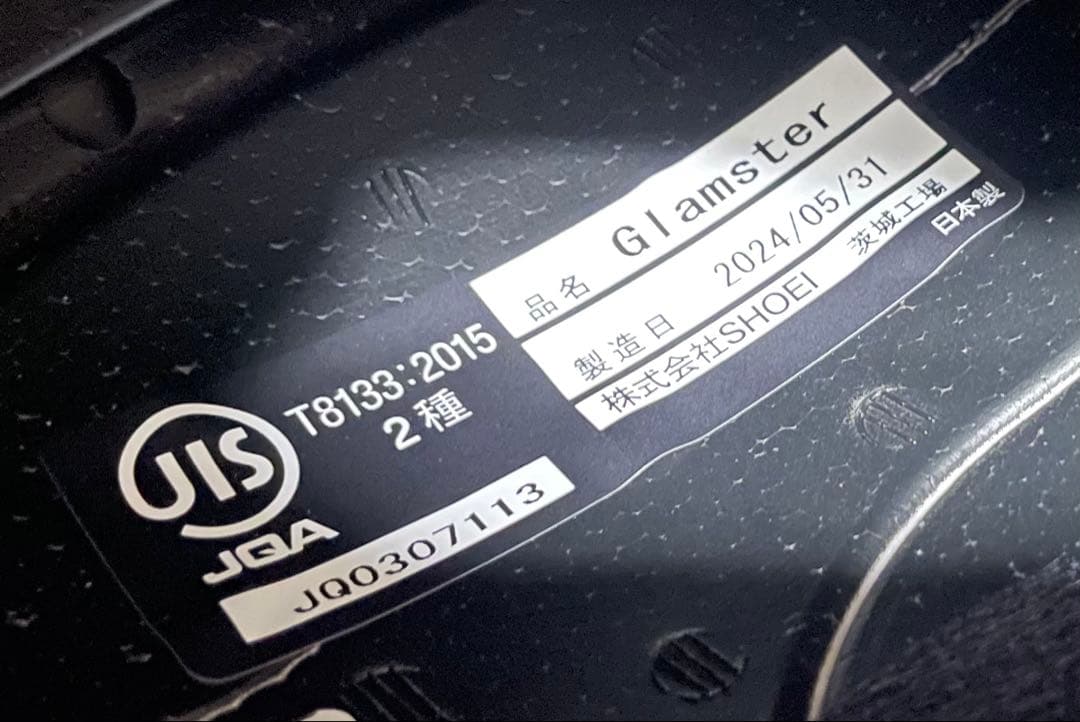 品名 Glamster
製造日 2024/05/31
株式会社SHOEI 茨城工場
日本製
JIS
T8133:2015
2種
JQA
JQ0307113